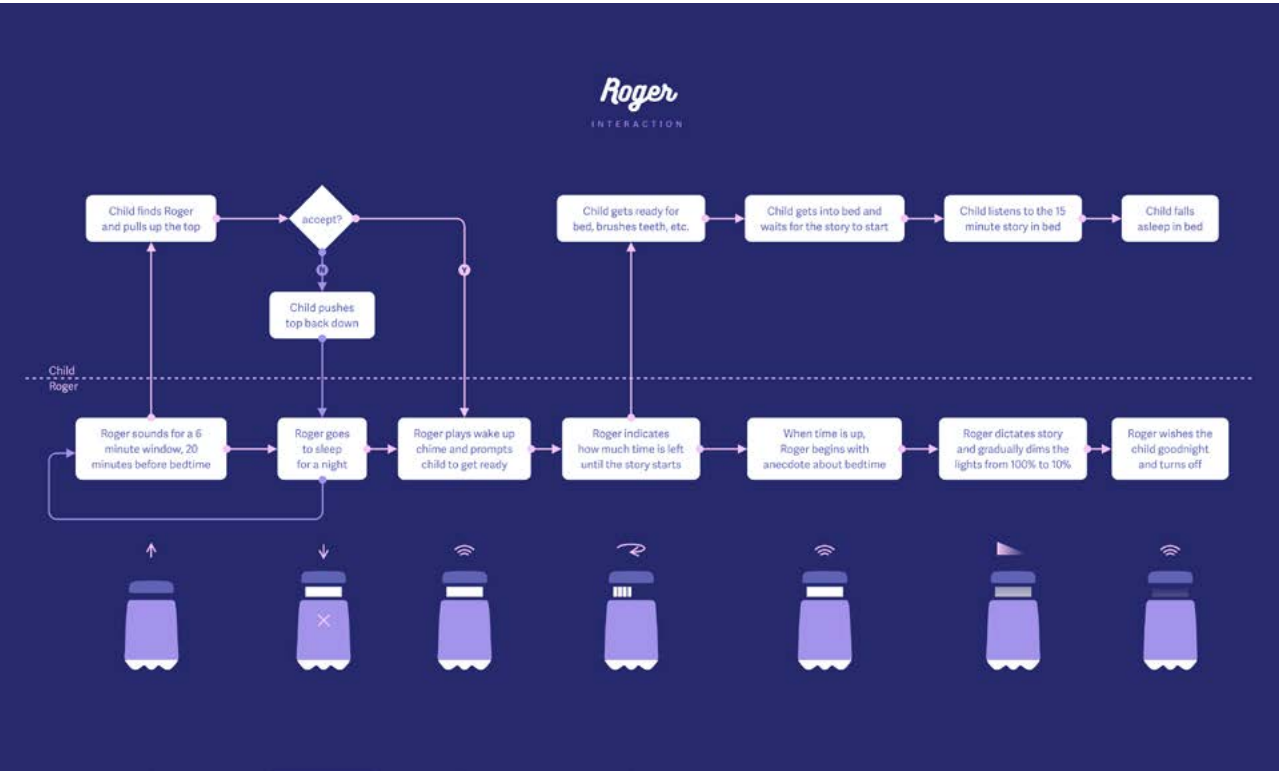 Roger
INTERACTION
Child finds Roger
and pulls up the top
accept?
Child gets ready for
bed, brushes teeth, etc.
Child gets into bed and
waits for the story to start
Child listens to the 15
minute story in bed
Child falls
asleep in bed
N
Y
Child pushes
top back down
Child
Roger
Roger sounds for a 6
minute window, 20
minutes before bedtime
Roger goes
to sleep
for a night
Roger plays wake up
chime and prompts
child to get ready
Roger indicates
how much time is left
until the story starts
When time is up,
Roger begins with
anecdote about bedtime
Roger dictates story
and gradually dims the
lights from 100% to 10%
Roger wishes the
child goodnight
and turns off